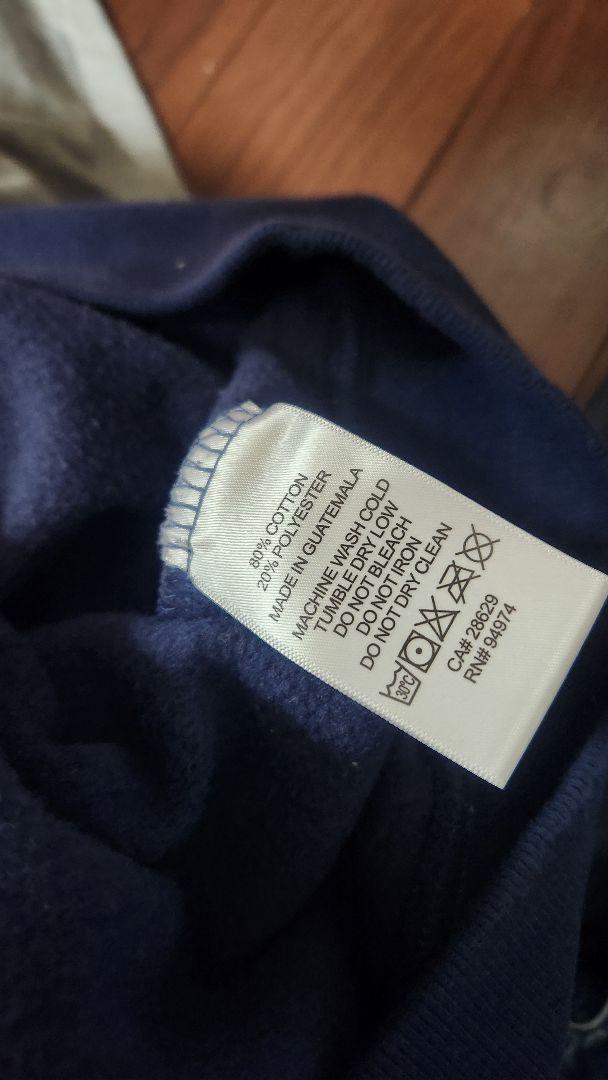 80% COTTON
20% POLYESTER
MADE IN GUATEMALA
MACHINE WASH COLD
TUMBLE DRY LOW
DO NOT BLEACH
DO NOT IRON
DO NOT DRY CLEAN
30°C
CA# 28629
RN# 94974